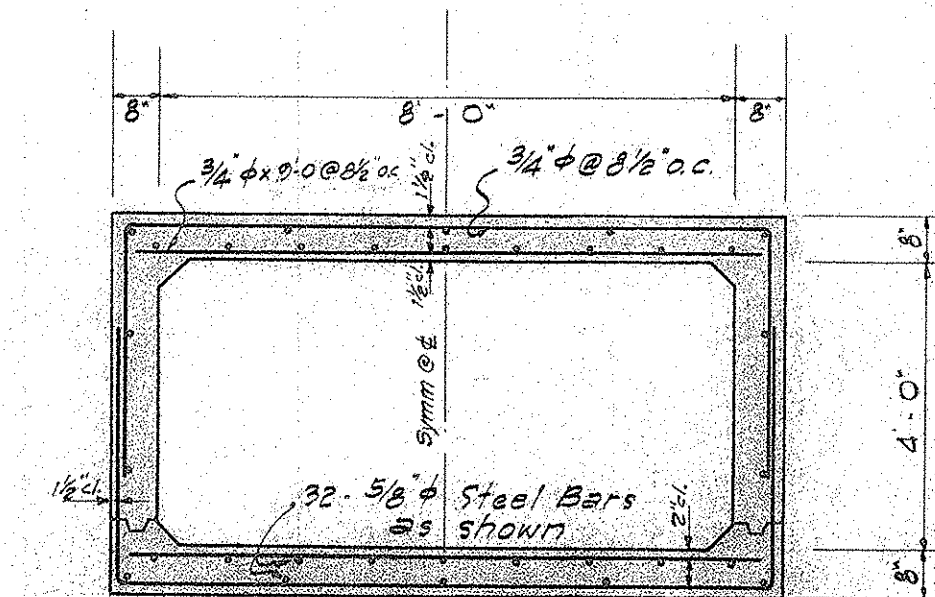 8" 8' - 0" 8"
3/4" φ x 9'-0 @ 8½" o.c.
1½" cl.
3/4" φ @ 8½" o.c.
8"
1½" cl.
Symm @ ℄
4' - 0"
1½" cl.
32 - 5/8" φ Steel Bars
as shown
2" cl.
8"